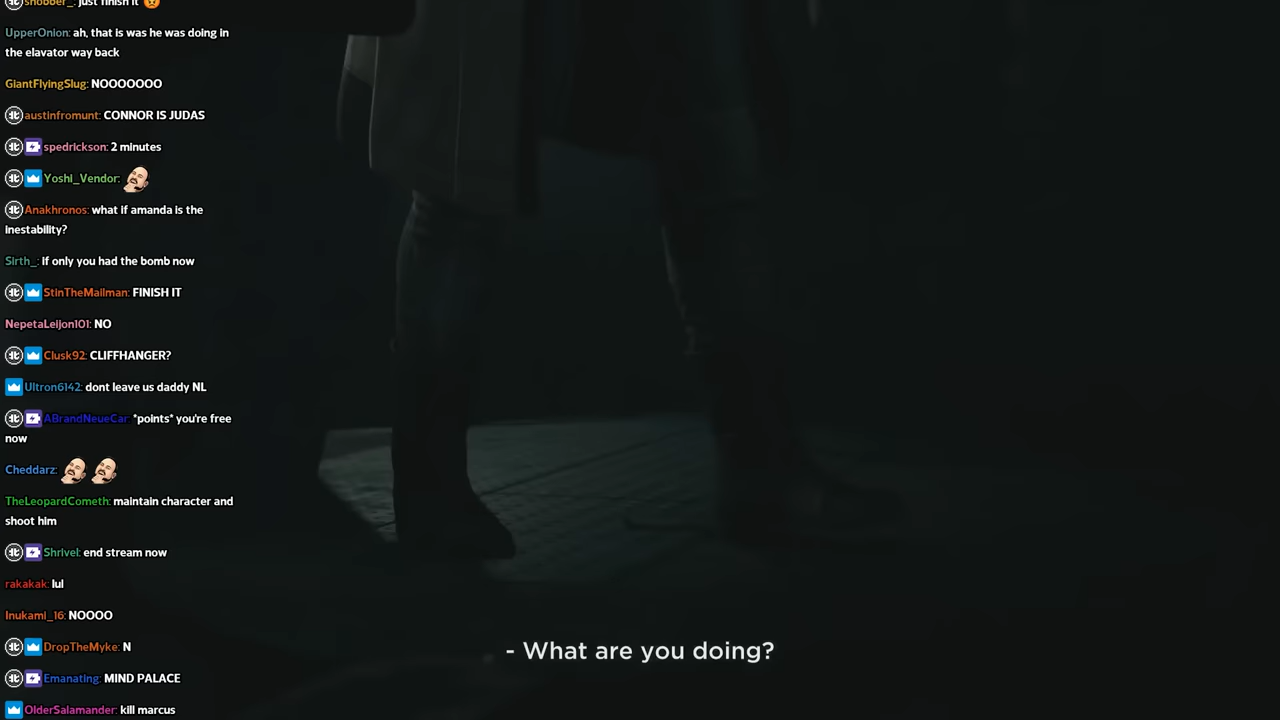 shobber_: just finish it
UpperOnion: ah, that is was he was doing in
the elavator way back
GiantFlyingSlug: NOOOOOOO
austinfromunt: CONNOR IS JUDAS
spedrickson: 2 minutes
Yoshi_Vendor:
Anakhronos: what if amanda is the
inestability?
Sirth_: If only you had the bomb now
StinTheMailman: FINISH IT
NepetaLeijon101: NO
Clusk92: CLIFFHANGER?
Ultron6142: dont leave us daddy NL
ABrandNeueCar: *points* you're free
now
Cheddarz:
TheLeopardCometh: maintain character and
shoot him
Shrivel: end stream now
rakakak: lul
Inukami_16: NOOOO
DropTheMyke: N
Emanating: MIND PALACE
OlderSalamander: kill marcus
- What are you doing?